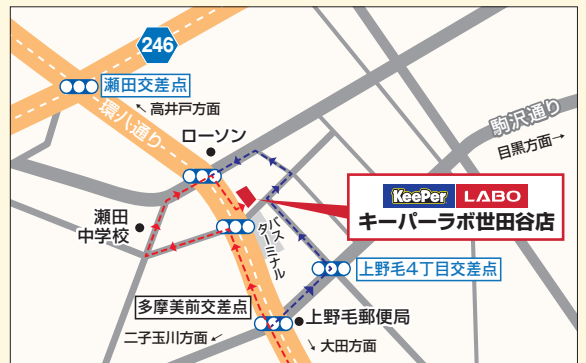 246
瀬田交差点
高井戸方面
環八通り
ローソン
駒沢通り
目黒方面→
KeePer LABO
キーパーラボ世田谷店
瀬田
中学校
バス
ターミナル
上野毛4丁目交差点
多摩美前交差点
上野毛郵便局
二子玉川方面
大田方面